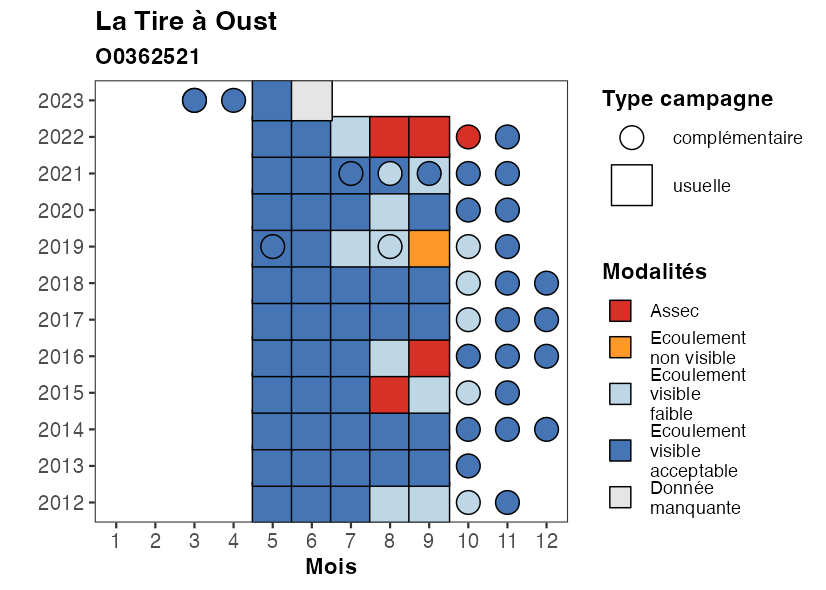 La Tire à Oust
O0362521
2023
2022
2021
2020
2019
2018
2017
2016
2015
2014
2013
2012
1 2 3 4 5 6 7 8 9 10 11 12
Mois
Type campagne
complémentaire
usuelle
Modalités
Assec
Ecoulement
non visible
Ecoulement
visible
faible
Ecoulement
visible
acceptable
Donnée
manquante